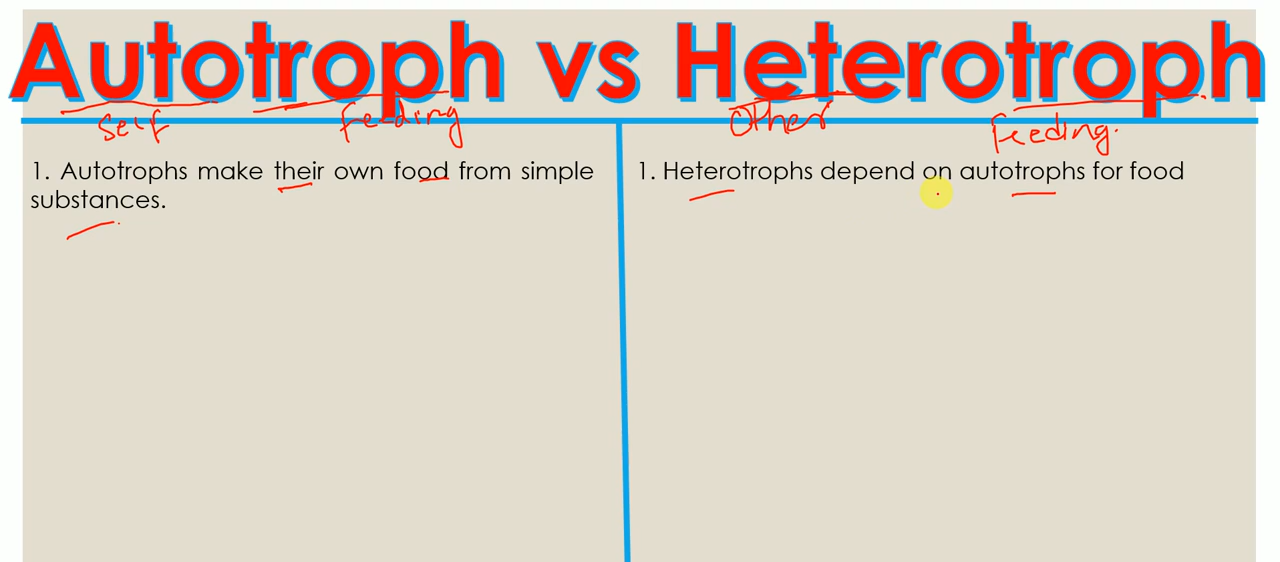 Autotroph vs Heterotroph
Self feeding Other feeding.
1. Autotrophs make their own food from simple
substances.
1. Heterotrophs depend on autotrophs for food